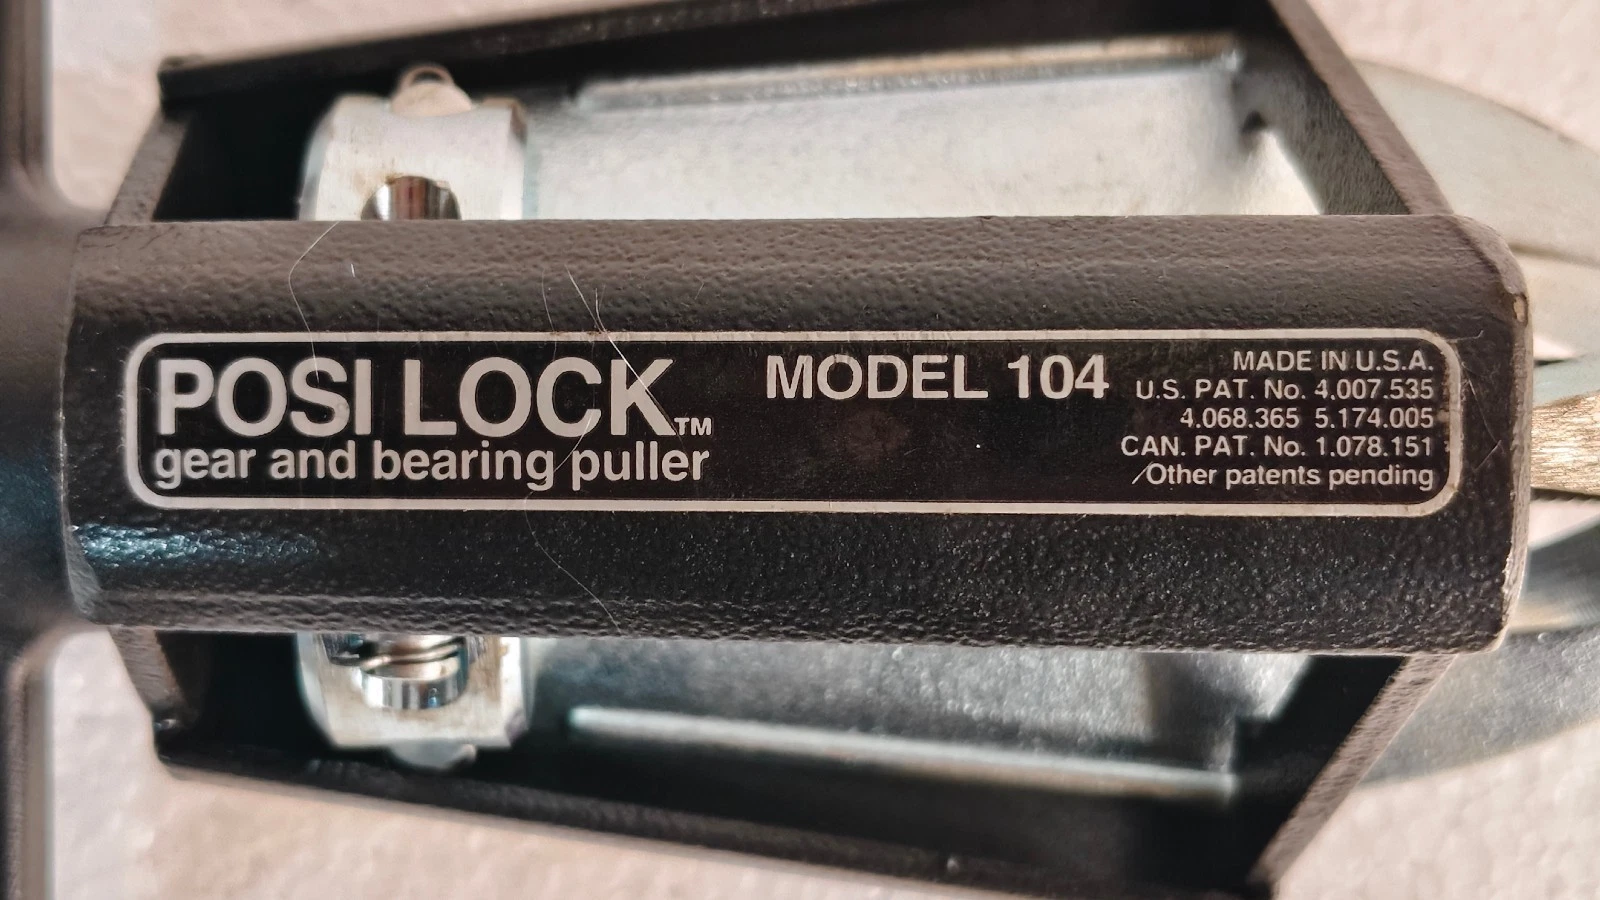 POSI LOCK™
gear and bearing puller
MODEL 104
MADE IN U.S.A.
U.S. PAT. No. 4.007.535
4.068.365 5.174.005
CAN. PAT. No. 1.078.151
Other patents pending